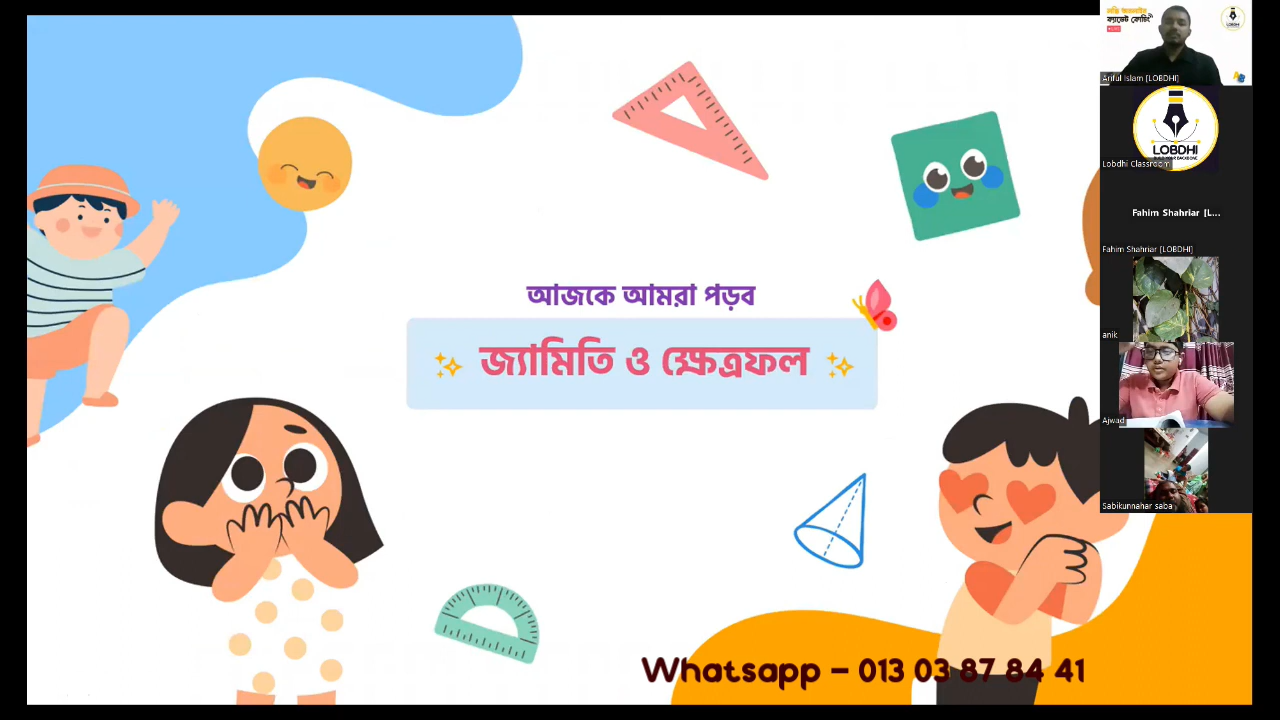 আজকে আমরা পড়ব
জ্যামিতি ও ক্ষেত্রফল
Whatsapp – 013 03 87 84 41
ক্যাডেট কোচিং
LOBDHI
Ariful Islam [LOBDHI]
LOBDHI
Lobdhi Classroom
Fahim Shahriar [L...
Fahim Shahriar [LOBDHI]
anik
Ajwad
Sabikunnahar saba